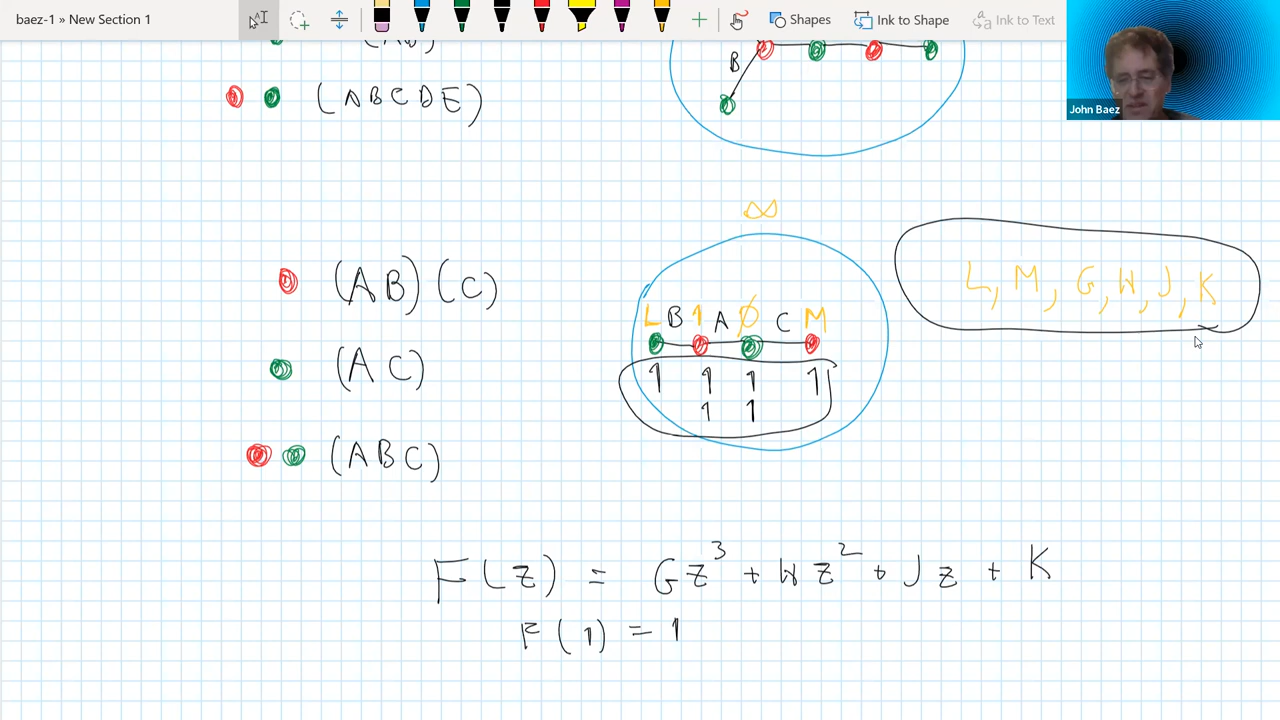 baez-1 » New Section 1
Shapes
Ink to Shape
Ink to Text
John Baez
B
(ABCDE)
∞
L, M, G, W, J, K
(AB)(C)
L B 1 A 0 C M
(AC)
1 1 1 1
1 1
(ABC)
F(z) = Gz³ + Wz² + Jz + K
F(1) = 1